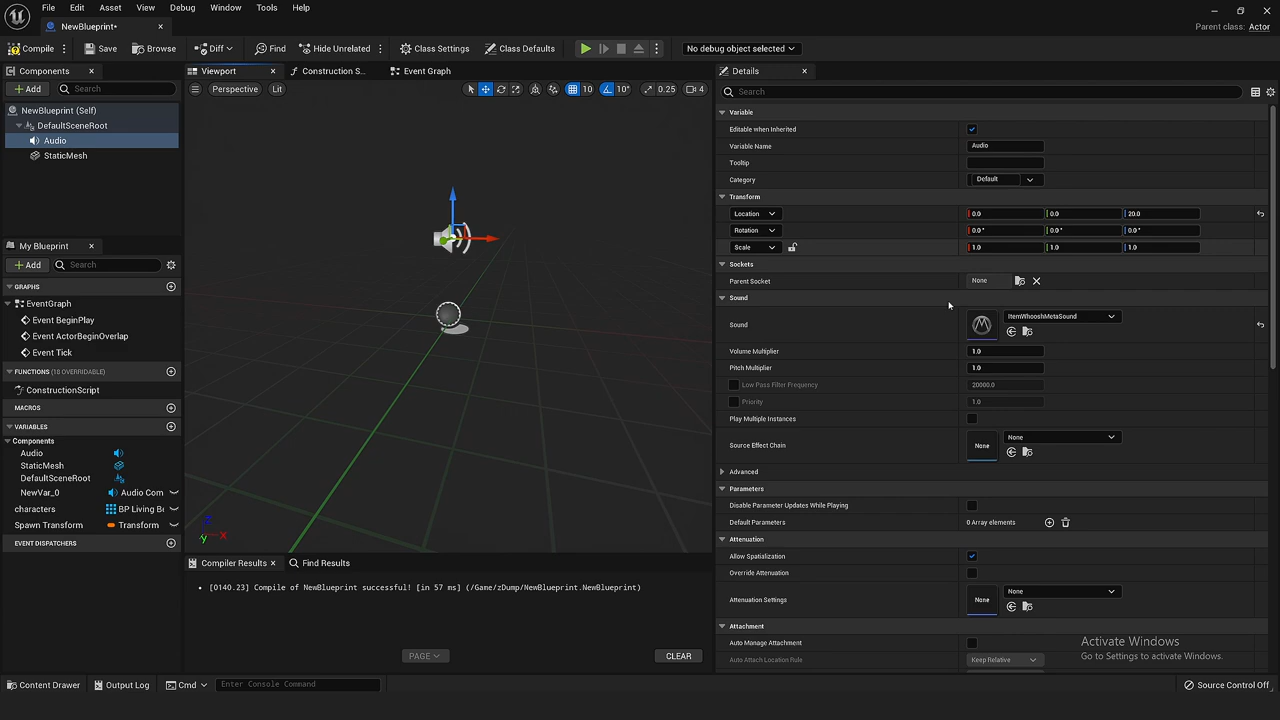 File Edit Asset View Debug Window Tools Help
NewBlueprint*
Parent class: Actor
Compile Save Browse Diff Find Hide Unrelated Class Settings Class Defaults No debug object selected
Components
Add Search
NewBlueprint (Self)
DefaultSceneRoot
Audio
StaticMesh
My Blueprint
Add Search
GRAPHS
EventGraph
Event BeginPlay
Event ActorBeginOverlap
Event Tick
FUNCTIONS (18 OVERRIDABLE)
ConstructionScript
MACROS
VARIABLES
Components
Audio
StaticMesh
DefaultSceneRoot
NewVar_0 Audio Com
characters BP Living B
Spawn Transform Transform
EVENT DISPATCHERS
Viewport Construction S... Event Graph
Perspective Lit 10 10° 0.25 4
Z
X
Y
Compiler Results Find Results
[0140.23] Compile of NewBlueprint successful! [in 57 ms] (/Game/zDump/NewBlueprint.NewBlueprint)
PAGE CLEAR
Details
Search
Variable
Editable when Inherited
Variable Name Audio
Tooltip
Category Default
Transform
Location 0.0 0.0 20.0
Rotation 0.0° 0.0° 0.0°
Scale 1.0 1.0 1.0
Sockets
Parent Socket None
Sound
Sound ItemWhooshMetaSound
Volume Multiplier 1.0
Pitch Multiplier 1.0
Low Pass Filter Frequency 20000.0
Priority 1.0
Play Multiple Instances
Source Effect Chain None None
Advanced
Parameters
Disable Parameter Updates While Playing
Default Parameters 0 Array elements
Attenuation
Allow Spatialization
Override Attenuation
Attenuation Settings None None
Attachment
Auto Manage Attachment
Auto Attach Location Rule Keep Relative
Activate Windows
Go to Settings to activate Windows.
Content Drawer Output Log Cmd Enter Console Command Source Control Off